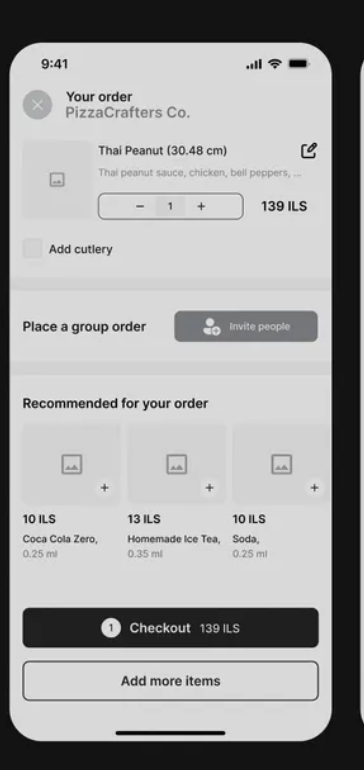 9:41
Your order
PizzaCrafters Co.
Thai Peanut (30.48 cm)
Thai peanut sauce, chicken, bell peppers, ...
− 1 + 139 ILS
Add cutlery
Place a group order
Invite people
Recommended for your order
+ + +
10 ILS 13 ILS 10 ILS
Coca Cola Zero, Homemade Ice Tea, Soda,
0.25 ml 0.35 ml 0.25 ml
1 Checkout 139 ILS
Add more items